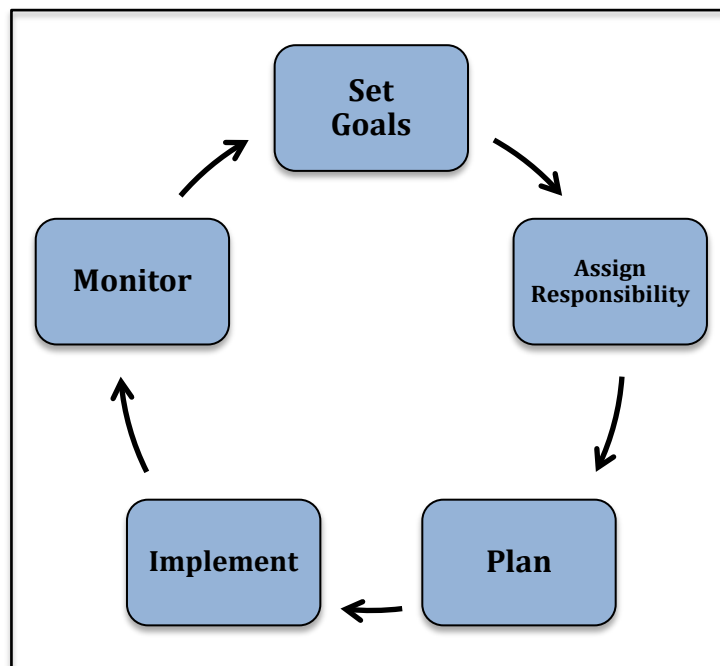 Set
Goals
Assign
Responsibility
Plan
Implement
Monitor